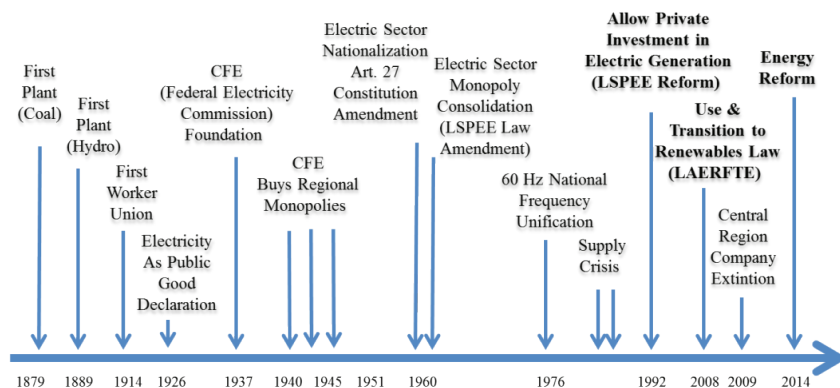 First
Plant
(Coal)
First
Plant
(Hydro)
First
Worker
Union
Electricity
As Public
Good
Declaration
CFE
(Federal Electricity
Commission)
Foundation
CFE
Buys Regional
Monopolies
Electric Sector
Nationalization
Art. 27
Constitution
Amendment
Electric Sector
Monopoly
Consolidation
(LSPEE Law
Amendment)
60 Hz National
Frequency
Unification
Supply
Crisis
Allow Private
Investment in
Electric Generation
(LSPEE Reform)
Use &
Transition to
Renewables Law
(LAERFTE)
Central
Region
Company
Extintion
Energy
Reform
1879 1889 1914 1926 1937 1940 1945 1951 1960 1976 1992 2008 2009 2014